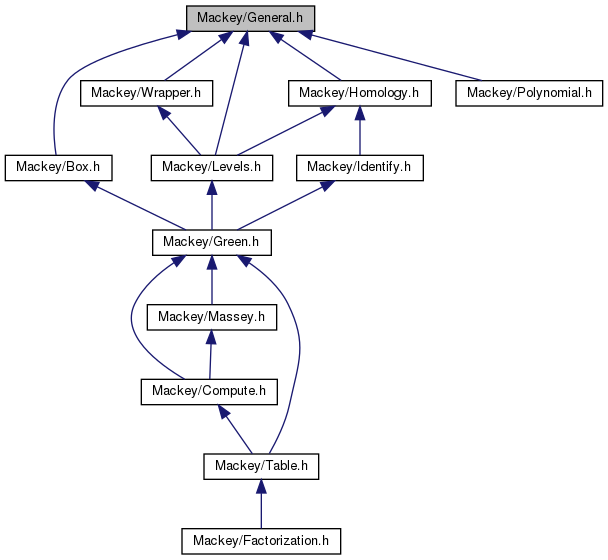 Mackey/General.h
Mackey/Wrapper.h
Mackey/Homology.h
Mackey/Polynomial.h
Mackey/Box.h
Mackey/Levels.h
Mackey/Identify.h
Mackey/Green.h
Mackey/Massey.h
Mackey/Compute.h
Mackey/Table.h
Mackey/Factorization.h